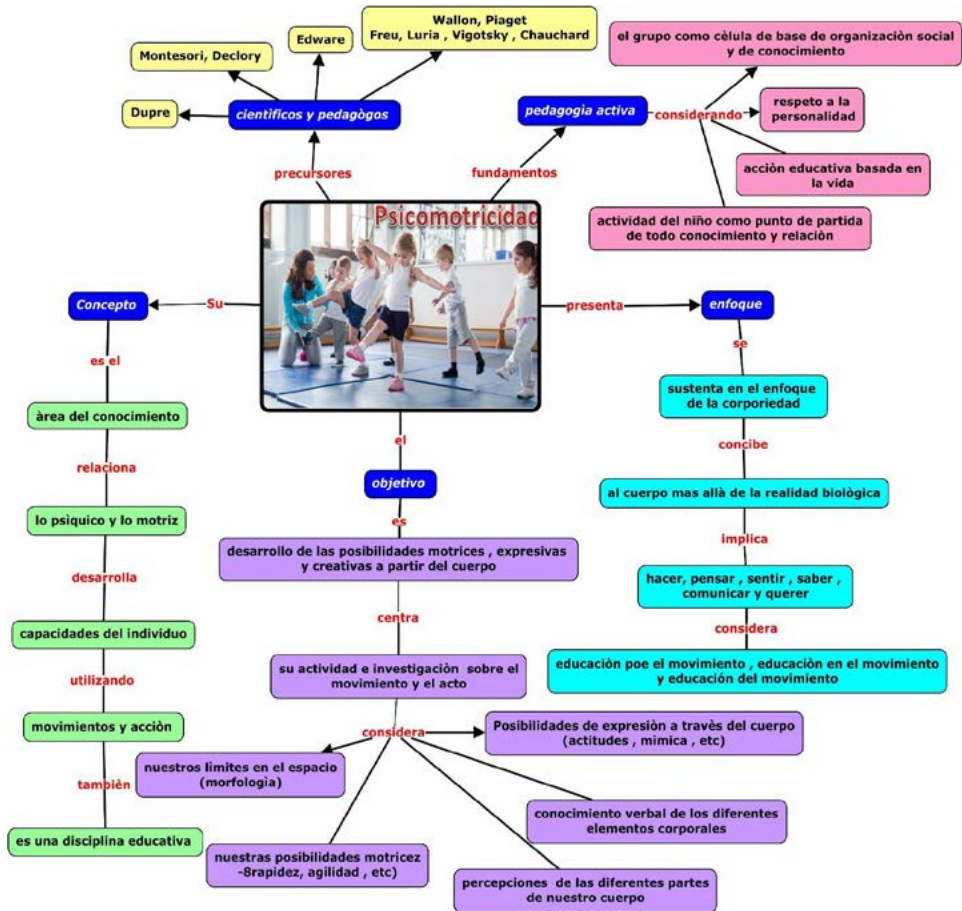 Wallon, Piaget
Freu, Luria , Vigotsky , Chauchard
Edware
Montesori, Declory
Dupre
cientìficos y pedagògos
precursores
el grupo como cèlula de base de organizaciòn social
y de conocimiento
pedagogìa activa
considerando
respeto a la
personalidad
fundamentos
acciòn educativa basada en
la vida
actividad del niño como punto de partida
de todo conocimiento y relaciòn
Psicomotricidad
Concepto
Su
presenta
enfoque
es el
àrea del conocimiento
relaciona
lo psìquico y lo motriz
desarrolla
capacidades del individuo
utilizando
movimientos y acciòn
tambièn
es una disciplina educativa
el
objetivo
es
desarrollo de las posibilidades motrices , expresivas
y creativas a partir del cuerpo
centra
su actividad e investigaciòn sobre el
movimiento y el acto
considera
Posibilidades de expresiòn a travès del cuerpo
(actitudes , mimica , etc)
nuestros lìmites en el espacio
(morfologìa)
conocimiento verbal de los diferentes
elementos corporales
nuestras posibilidades motricez
-8rapidez, agilidad , etc)
percepciones de las diferentes partes
de nuestro cuerpo
se
sustenta en el enfoque
de la corporiedad
concibe
al cuerpo mas allà de la realidad biològica
implica
hacer, pensar , sentir , saber ,
comunicar y querer
considera
educaciòn poe el movimiento , educaciòn en el movimiento
y educación del movimiento